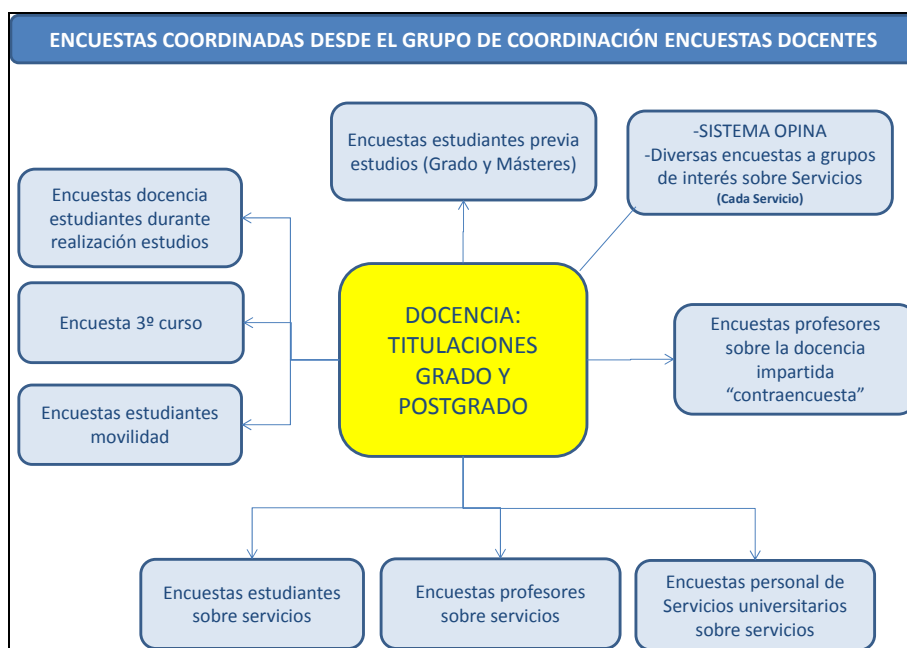 ENCUESTAS COORDINADAS DESDE EL GRUPO DE COORDINACIÓN ENCUESTAS DOCENTES
Encuestas estudiantes previa
estudios (Grado y Másteres)
-SISTEMA OPINA
-Diversas encuestas a grupos
de interés sobre Servicios
(Cada Servicio)
Encuestas docencia
estudiantes durante
realización estudios
Encuesta 3º curso
Encuestas estudiantes
movilidad
DOCENCIA:
TITULACIONES
GRADO Y
POSTGRADO
Encuestas profesores
sobre la docencia
impartida
“contraencuesta”
Encuestas estudiantes
sobre servicios
Encuestas profesores
sobre servicios
Encuestas personal de
Servicios universitarios
sobre servicios